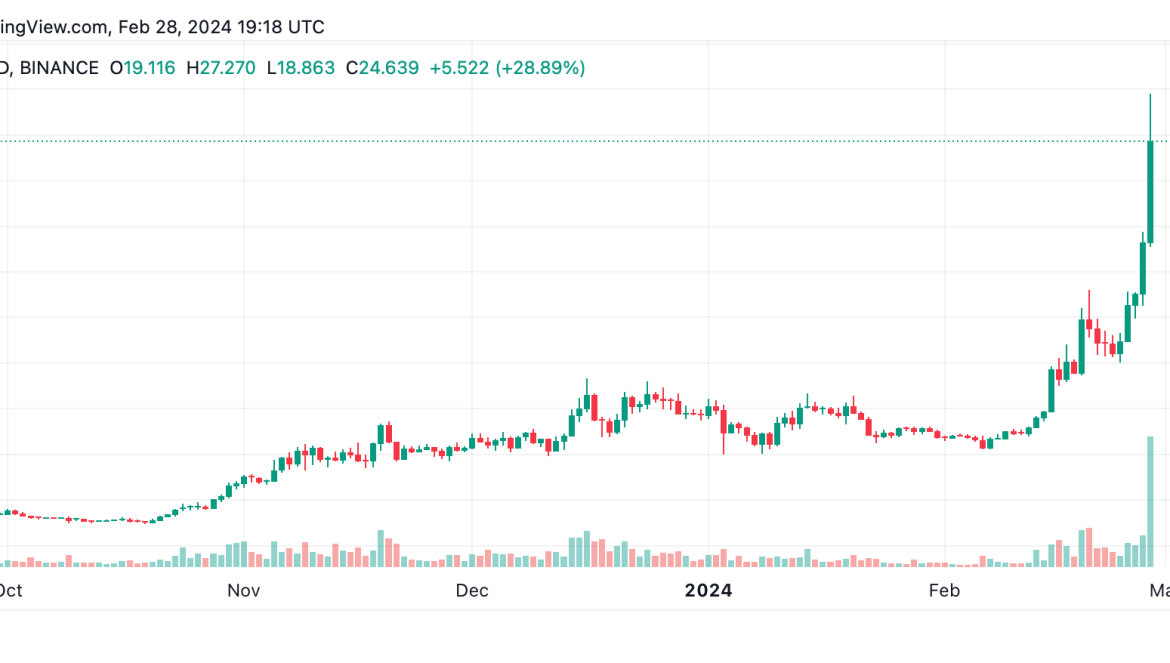 ingView.com, Feb 28, 2024 19:18 UTC
D, BINANCE O19.116 H27.270 L18.863 C24.639 +5.522 (+28.89%)
Oct Nov Dec 2024 Feb Ma